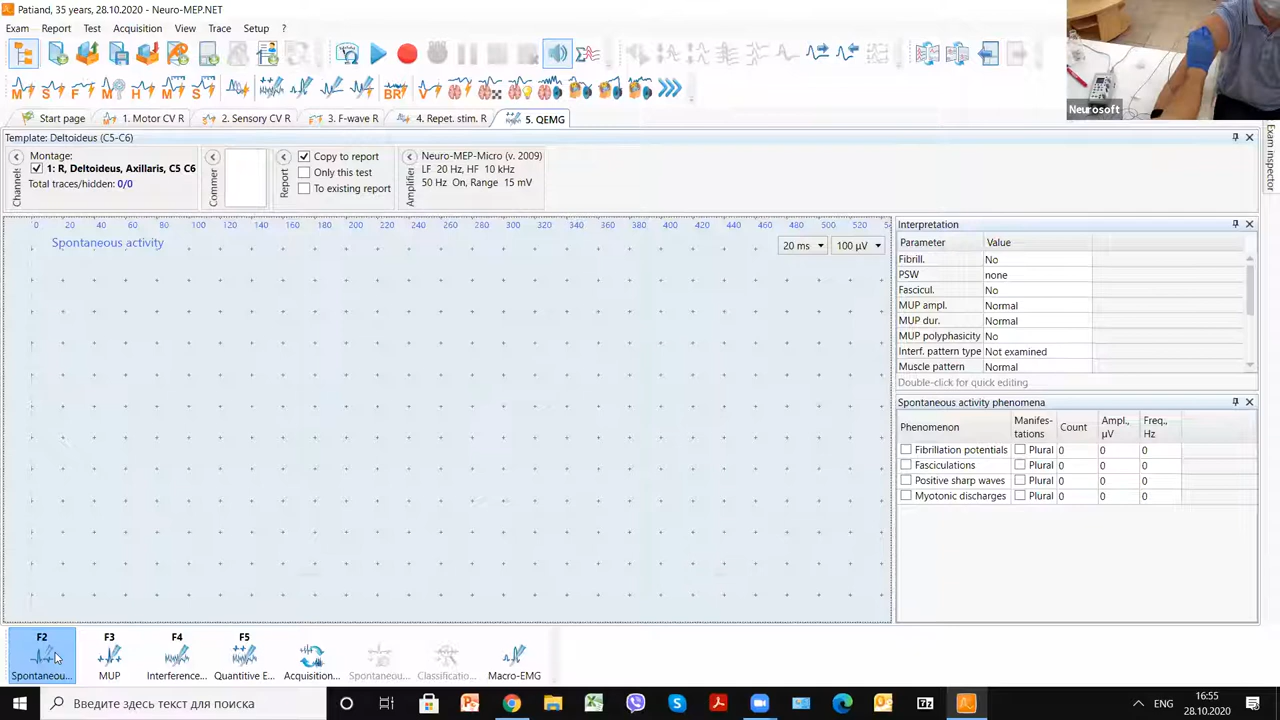 Patiand, 35 years, 28.10.2020 - Neuro-MEP.NET
Exam Report Test Acquisition View Trace Setup ?
Neurosoft
Start page 1. Motor CV R 2. Sensory CV R 3. F-wave R 4. Repet. stim. R 5. QEMG
Template: Deltoideus (C5-C6)
Exam inspector
Channels
Montage:
1: R, Deltoideus, Axillaris, C5 C6
Total traces/hidden: 0/0
Commer
Report
Copy to report
Only this test
To existing report
Amplifier
Neuro-MEP-Micro (v. 2009)
LF 20 Hz, HF 10 kHz
50 Hz On, Range 15 mV
0 20 40 60 80 100 120 140 160 180 200 220 240 260 280 300 320 340 360 380 400 420 440 460 480 500 520
Spontaneous activity
20 ms 100 µV
Interpretation
Parameter Value
Fibrill. No
PSW none
Fascicul. No
MUP ampl. Normal
MUP dur. Normal
MUP polyphasicity No
Interf. pattern type Not examined
Muscle pattern Normal
Double-click for quick editing
Spontaneous activity phenomena
Phenomenon Manifes-tations Count Ampl., µV Freq., Hz
Fibrillation potentials Plural 0 0 0
Fasciculations Plural 0 0 0
Positive sharp waves Plural 0 0 0
Myotonic discharges Plural 0 0 0
F2 F3 F4 F5
Spontaneou... MUP Interference... Quantitive E... Acquisition... Spontaneou... Classificatio... Macro-EMG
Введите здесь текст для поиска
ENG
16:55
28.10.2020